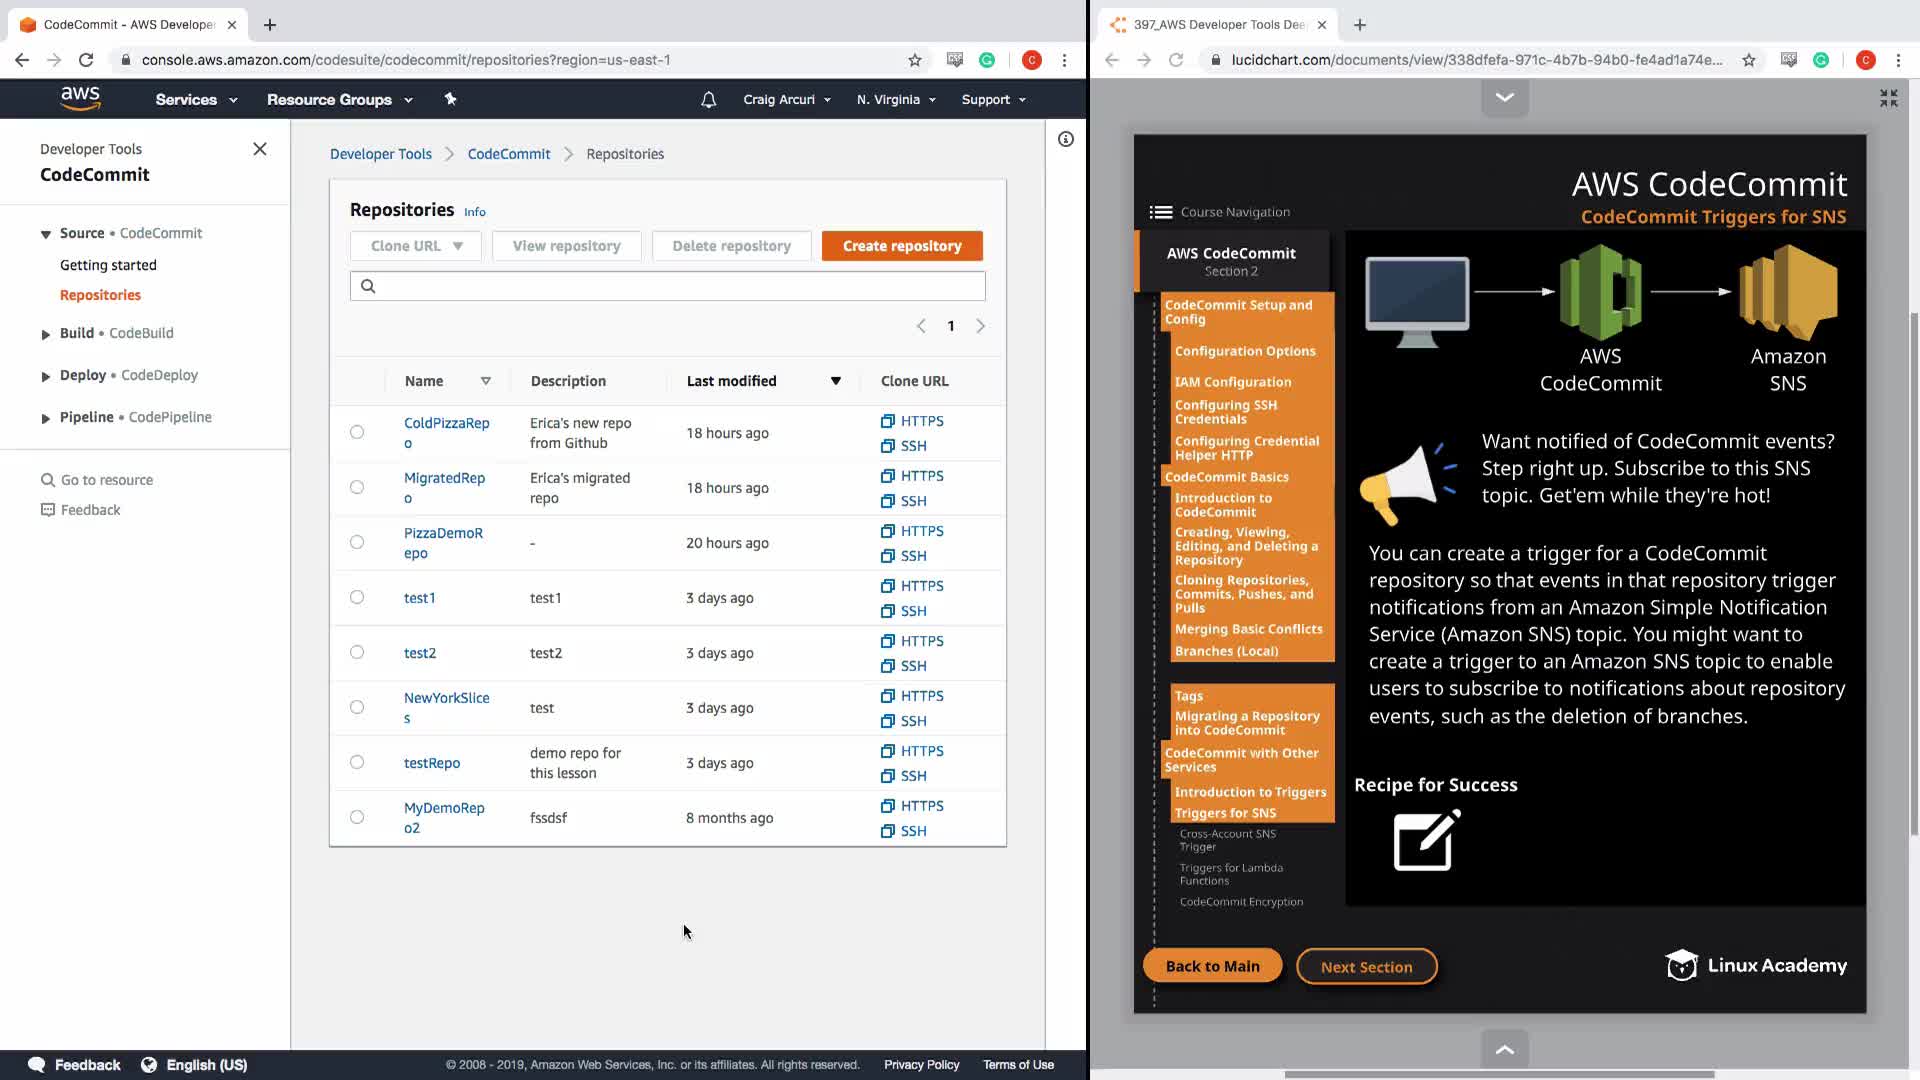 CodeCommit - AWS Developer
console.aws.amazon.com/codesuite/codecommit/repositories?region=us-east-1
C
aws
Services
Resource Groups
Craig Arcuri
N. Virginia
Support
Developer Tools
CodeCommit
Source • CodeCommit
Getting started
Repositories
Build • CodeBuild
Deploy • CodeDeploy
Pipeline • CodePipeline
Go to resource
Feedback
Developer Tools
CodeCommit
Repositories
Repositories Info
Clone URL
View repository
Delete repository
Create repository
1
Name
Description
Last modified
Clone URL
ColdPizzaRep
o
Erica's new repo
from Github
18 hours ago
HTTPS
SSH
MigratedRep
o
Erica's migrated
repo
18 hours ago
HTTPS
SSH
PizzaDemoR
epo
-
20 hours ago
HTTPS
SSH
test1
test1
3 days ago
HTTPS
SSH
test2
test2
3 days ago
HTTPS
SSH
NewYorkSlice
s
test
3 days ago
HTTPS
SSH
testRepo
demo repo for
this lesson
3 days ago
HTTPS
SSH
MyDemoRep
o2
fssdsf
8 months ago
HTTPS
SSH
Feedback
English (US)
© 2008 - 2019, Amazon Web Services, Inc. or its affiliates. All rights reserved.
Privacy Policy
Terms of Use
397_AWS Developer Tools Dee
lucidchart.com/documents/view/338dfefa-971c-4b7b-94b0-fe4ad1a74e...
C
AWS CodeCommit
CodeCommit Triggers for SNS
Course Navigation
AWS CodeCommit
Section 2
CodeCommit Setup and
Config
Configuration Options
IAM Configuration
Configuring SSH
Credentials
Configuring Credential
Helper HTTP
CodeCommit Basics
Introduction to
CodeCommit
Creating, Viewing,
Editing, and Deleting a
Repository
Cloning Repositories,
Commits, Pushes, and
Pulls
Merging Basic Conflicts
Branches (Local)
Tags
Migrating a Repository
into CodeCommit
CodeCommit with Other
Services
Introduction to Triggers
Triggers for SNS
Cross-Account SNS
Trigger
Triggers for Lambda
Functions
CodeCommit Encryption
AWS
CodeCommit
Amazon
SNS
Want notified of CodeCommit events?
Step right up. Subscribe to this SNS
topic. Get'em while they're hot!
You can create a trigger for a CodeCommit
repository so that events in that repository trigger
notifications from an Amazon Simple Notification
Service (Amazon SNS) topic. You might want to
create a trigger to an Amazon SNS topic to enable
users to subscribe to notifications about repository
events, such as the deletion of branches.
Recipe for Success
Back to Main
Next Section
Linux Academy